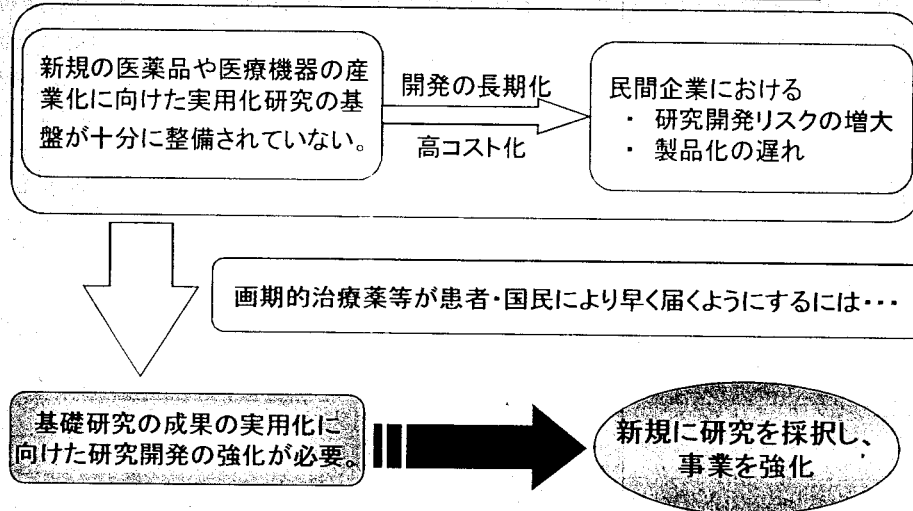 新規の医薬品や医療機器の産
業化に向けた実用化研究の基
盤が十分に整備されていない。
開発の長期化
高コスト化
民間企業における
・ 研究開発リスクの増大
・ 製品化の遅れ
画期的治療薬等が患者・国民により早く届くようにするには・・・
基礎研究の成果の実用化に
向けた研究開発の強化が必要。
新規に研究を採択し、
事業を強化